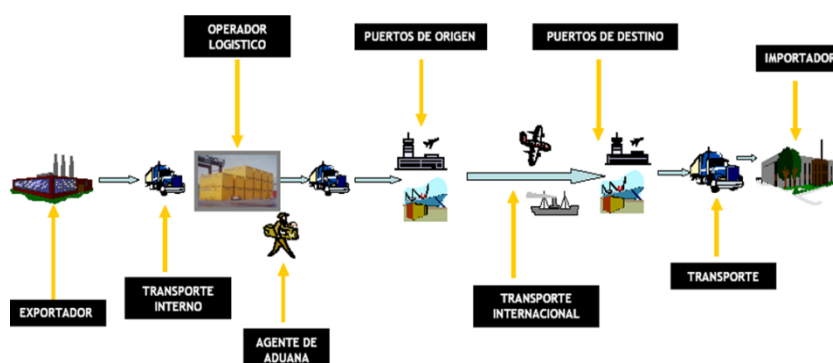 OPERADOR
LOGISTICO
PUERTOS DE ORIGEN
PUERTOS DE DESTINO
IMPORTADOR
EXPORTADOR
TRANSPORTE
INTERNO
AGENTE DE
ADUANA
TRANSPORTE
INTERNACIONAL
TRANSPORTE